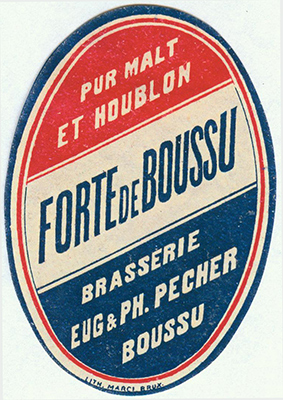 PUR MALT
ET HOUBLON
FORTE DE BOUSSU
BRASSERIE
EUG & PH. PECHER
BOUSSU
LITH. MARCI, BRUX.